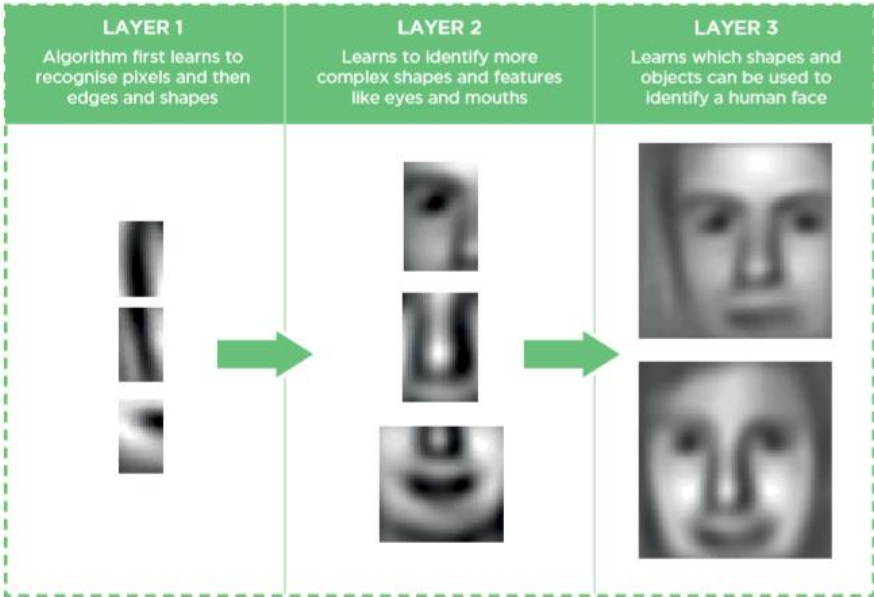 LAYER 1
Algorithm first learns to
recognise pixels and then
edges and shapes
LAYER 2
Learns to identify more
complex shapes and features
like eyes and mouths
LAYER 3
Learns which shapes and
objects can be used to
identify a human face